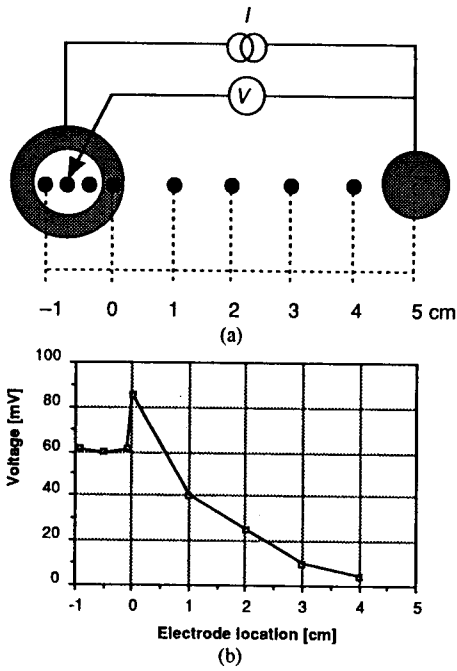 I
V
–1 0 1 2 3 4 5 cm
(a)
100
80
60
40
20
0
Voltage [mV]
-1 0 1 2 3 4 5
Electrode location [cm]
(b)